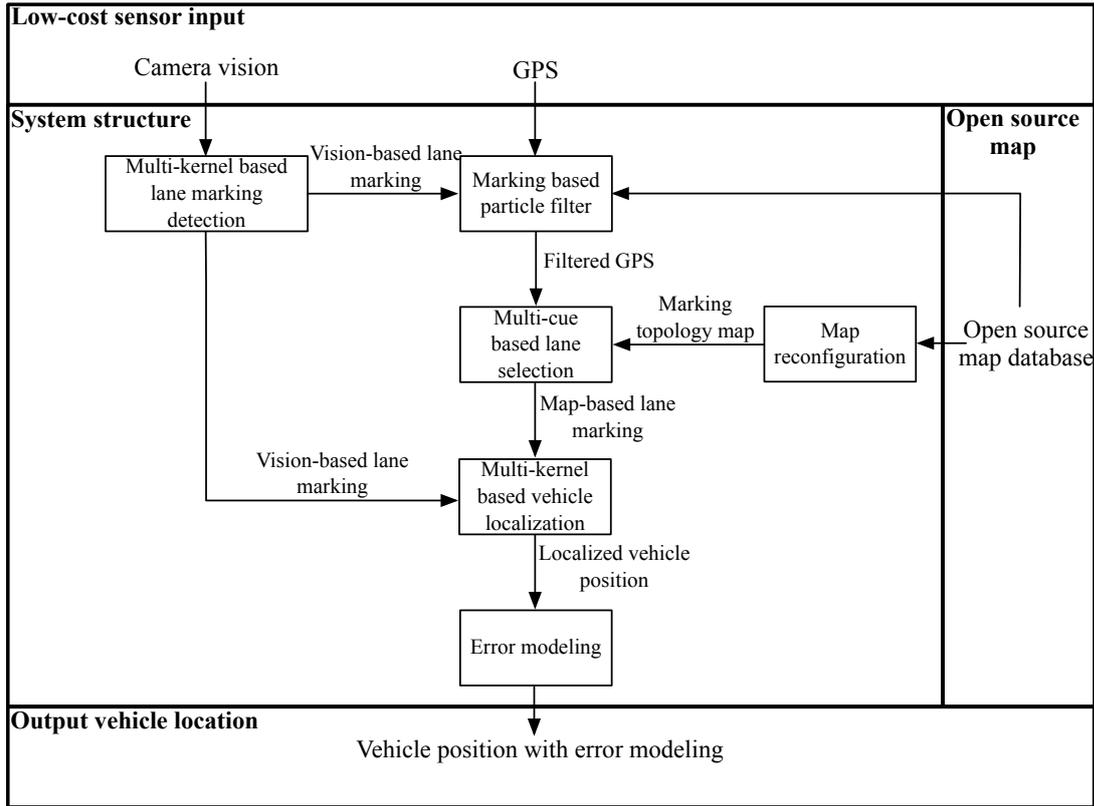 Low-cost sensor input
Camera vision
GPS
System structure
Open source
map
Multi-kernel based
lane marking
detection
Vision-based lane
marking
Marking based
particle filter
Filtered GPS
Multi-cue
based lane
selection
Marking
topology map
Map
reconfiguration
Open source
map database
Map-based lane
marking
Vision-based lane
marking
Multi-kernel
based vehicle
localization
Localized vehicle
position
Error modeling
Output vehicle location
Vehicle position with error modeling